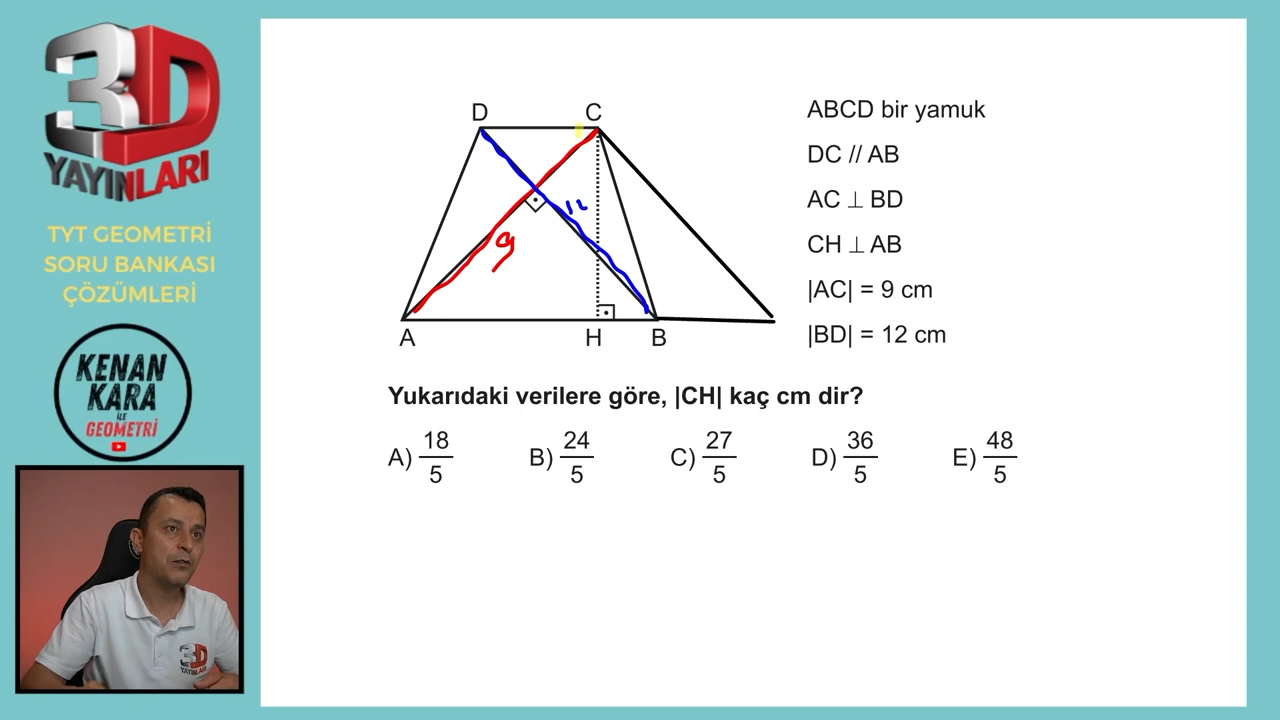 3D
YAYINLARI
TYT GEOMETRİ
SORU BANKASI
ÇÖZÜMLERİ
KENAN
KARA
İLE
GEOMETRİ
3D
YAYINLARI
D C
9
12
A H B
ABCD bir yamuk
DC // AB
AC ⊥ BD
CH ⊥ AB
|AC| = 9 cm
|BD| = 12 cm
Yukarıdaki verilere göre, |CH| kaç cm dir?
A) 18/5 B) 24/5 C) 27/5 D) 36/5 E) 48/5